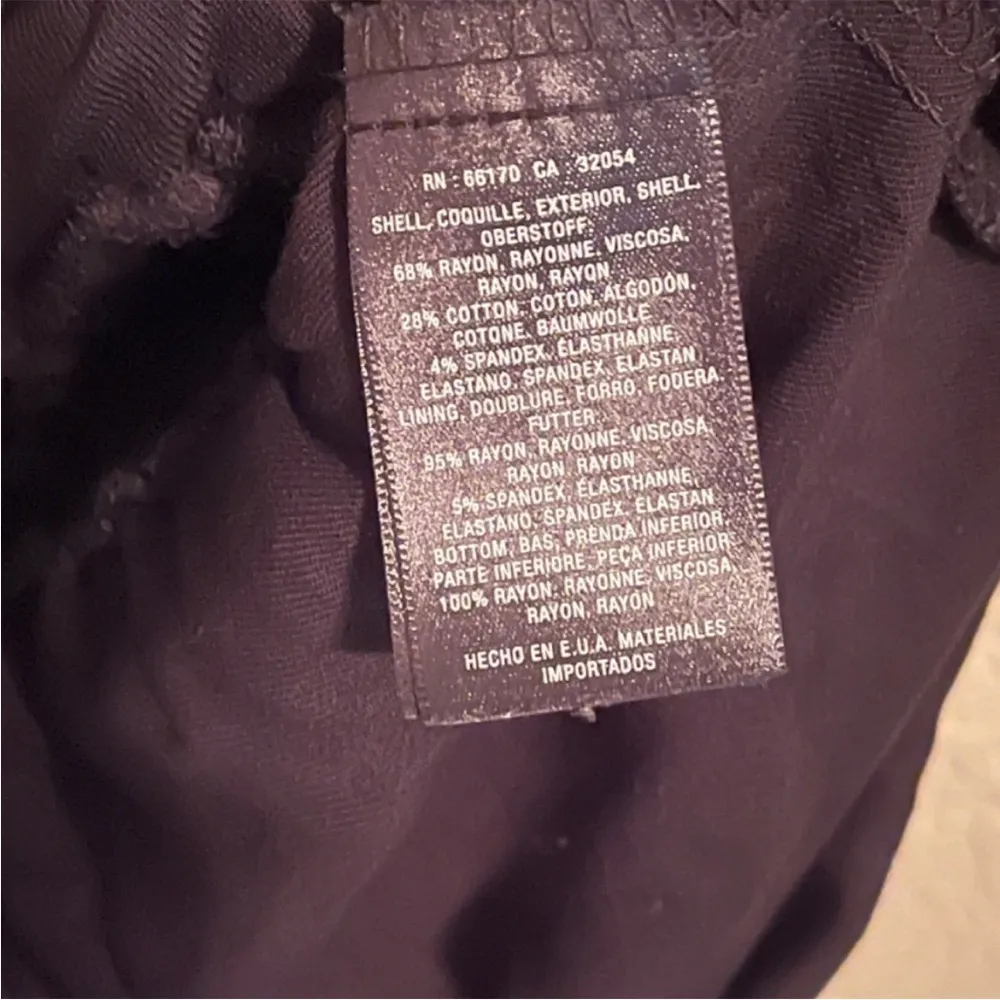 RN : 66170 CA 32054
SHELL, COQUILLE, EXTERIOR, SHELL.
OBERSTOFF:
68% RAYON, RAYONNE, VISCOSA,
RAYON, RAYON
28% COTTON, COTON, ALGODÓN,
COTONE, BAUMWOLLE
4% SPANDEX, ÉLASTHANNE
ELASTANO, SPANDEX, ELASTAN
LINING, DOUBLURE, FORRO, FODERA.
FUTTER:
95% RAYON, RAYONNE, VISCOSA,
RAYON, RAYON
5% SPANDEX, ÉLASTHANNE,
ELASTANO, SPANDEX, ELASTAN
BOTTOM, BAS, PRENDA INFERIOR,
PARTE INFERIORE, PEÇA INFERIOR
100% RAYON, RAYONNE, VISCOSA,
RAYON, RAYON
HECHO EN E.U.A. MATERIALES
IMPORTADOS